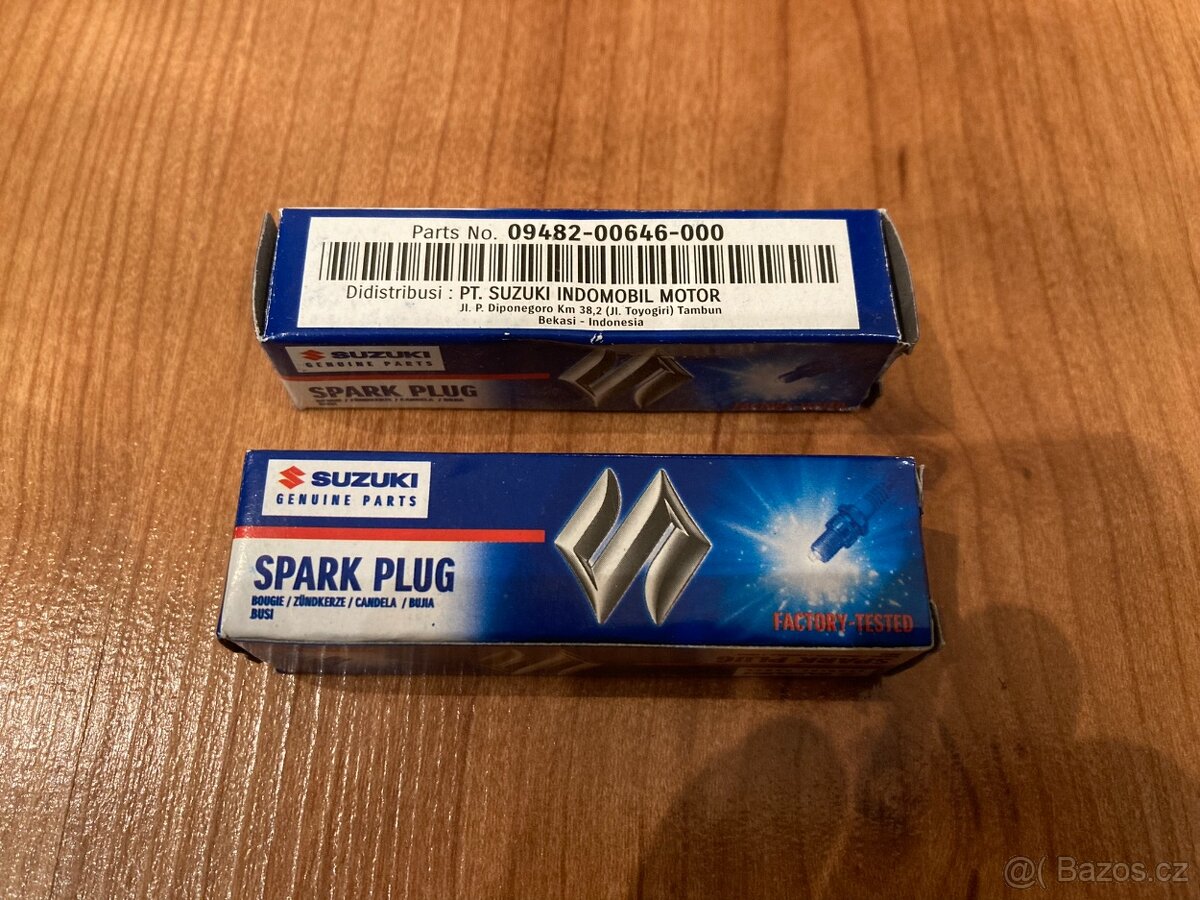 Parts No. 09482-00646-000
Didistribusi : PT. SUZUKI INDOMOBIL MOTOR
Jl. P. Diponegoro Km 38,2 (Jl. Toyogiri) Tambun
Bekasi - Indonesia
SUZUKI
GENUINE PARTS
SPARK PLUG
SUZUKI
GENUINE PARTS
SPARK PLUG
BOUGIE / ZÜNDKERZE / CANDELA / BUJIA
BUSI
FACTORY-TESTED
SPARK PLUG
@( Bazos.cz